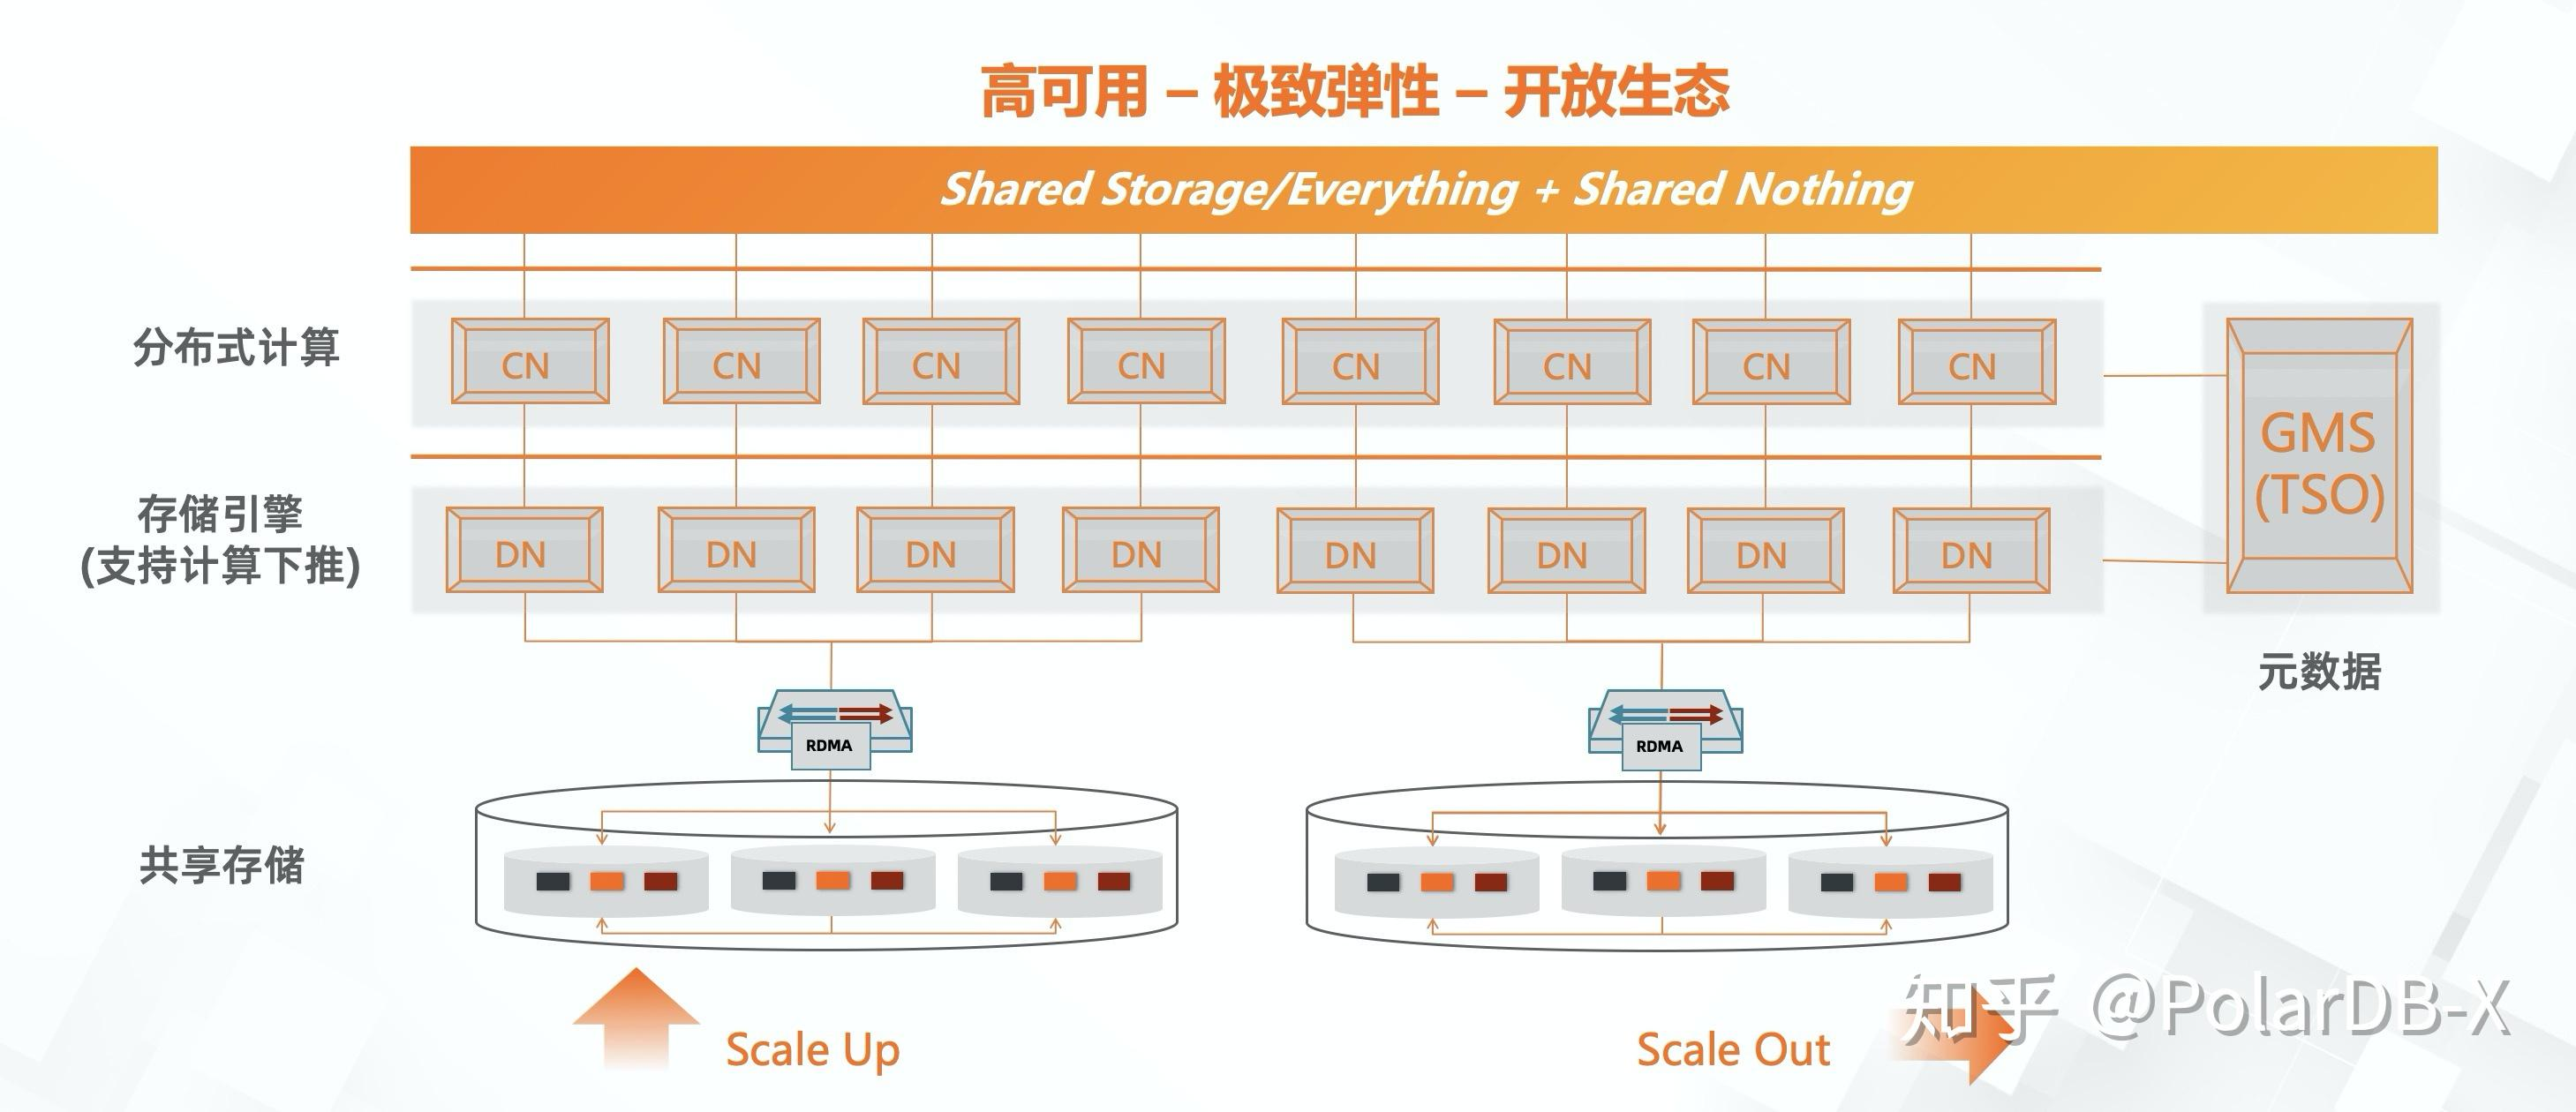 高可用 – 极致弹性 – 开放生态
Shared Storage/Everything + Shared Nothing
分布式计算
CN CN CN CN CN CN CN CN
GMS
(TSO)
存储引擎
(支持计算下推)
DN DN DN DN DN DN DN DN
元数据
RDMA RDMA
共享存储
Scale Up
Scale Out
知乎 @PolarDB-X